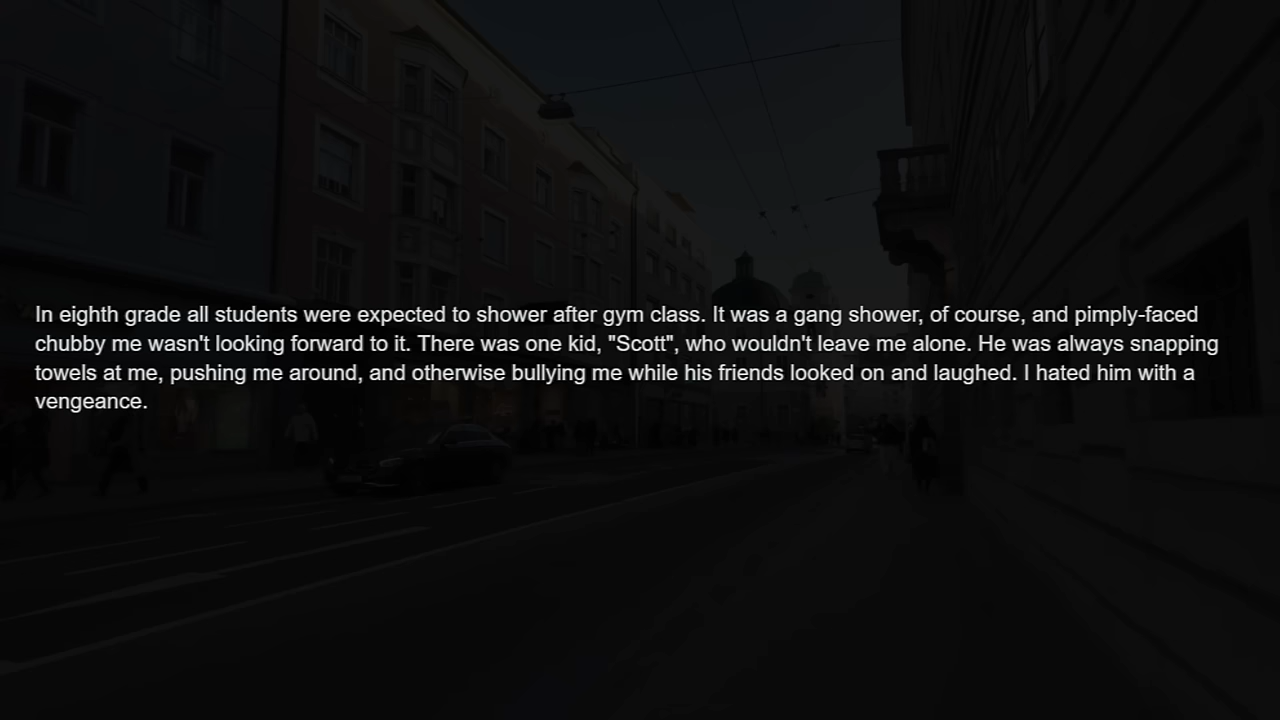 In eighth grade all students were expected to shower after gym class. It was a gang shower, of course, and pimply-faced
chubby me wasn't looking forward to it. There was one kid, "Scott", who wouldn't leave me alone. He was always snapping
towels at me, pushing me around, and otherwise bullying me while his friends looked on and laughed. I hated him with a
vengeance.